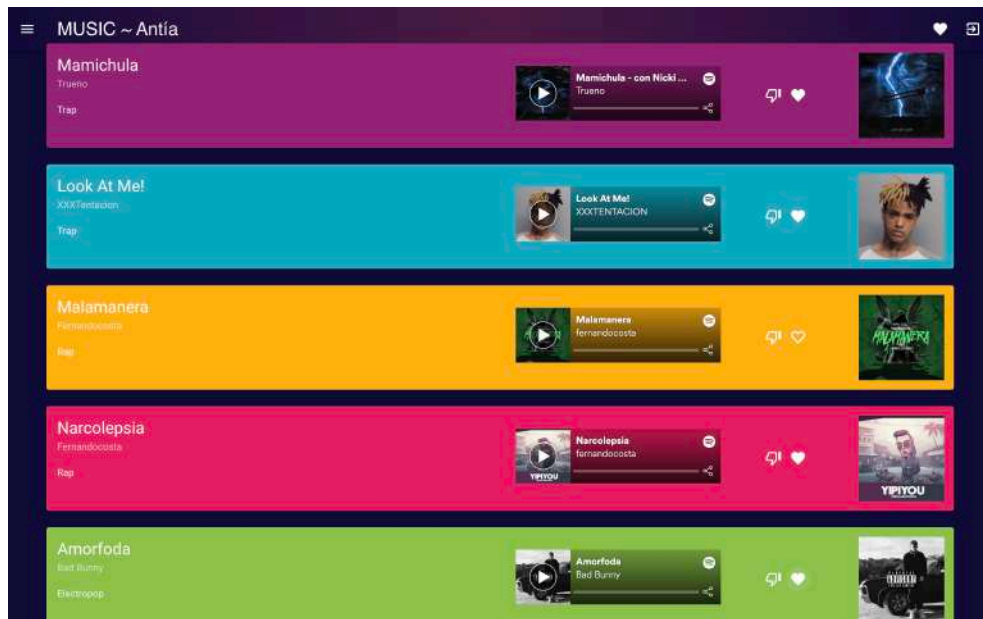 MUSIC ~ Antía
Mamichula
Trueno
Trap
Mamichula - con Nicki ...
Trueno
Look At Me!
XXXTentacion
Trap
Look At Me!
XXXTENTACION
Malamanera
Fernandocosta
Rap
Malamanera
fernandocosta
MALAMANERA
Narcolepsia
Fernandocosta
Rap
Narcolepsia
fernandocosta
YIPIYOU
YIPIYOU
Amorfoda
Bad Bunny
Electropop
Amorfoda
Bad Bunny